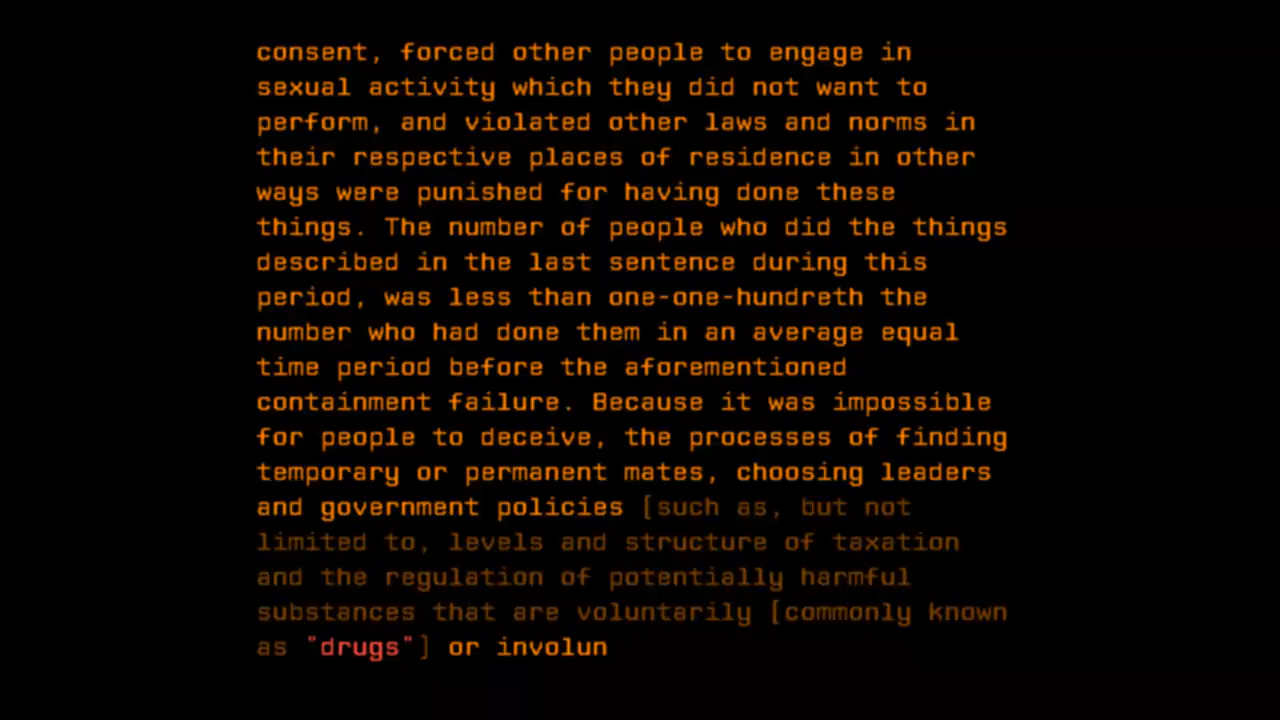 consent, forced other people to engage in
sexual activity which they did not want to
perform, and violated other laws and norms in
their respective places of residence in other
ways were punished for having done these
things. The number of people who did the things
described in the last sentence during this
period, was less than one-one-hundreth the
number who had done them in an average equal
time period before the aforementioned
containment failure. Because it was impossible
for people to deceive, the processes of finding
temporary or permanent mates, choosing leaders
and government policies [such as, but not
limited to, levels and structure of taxation
and the regulation of potentially harmful
substances that are voluntarily [commonly known
as "drugs"] or involun